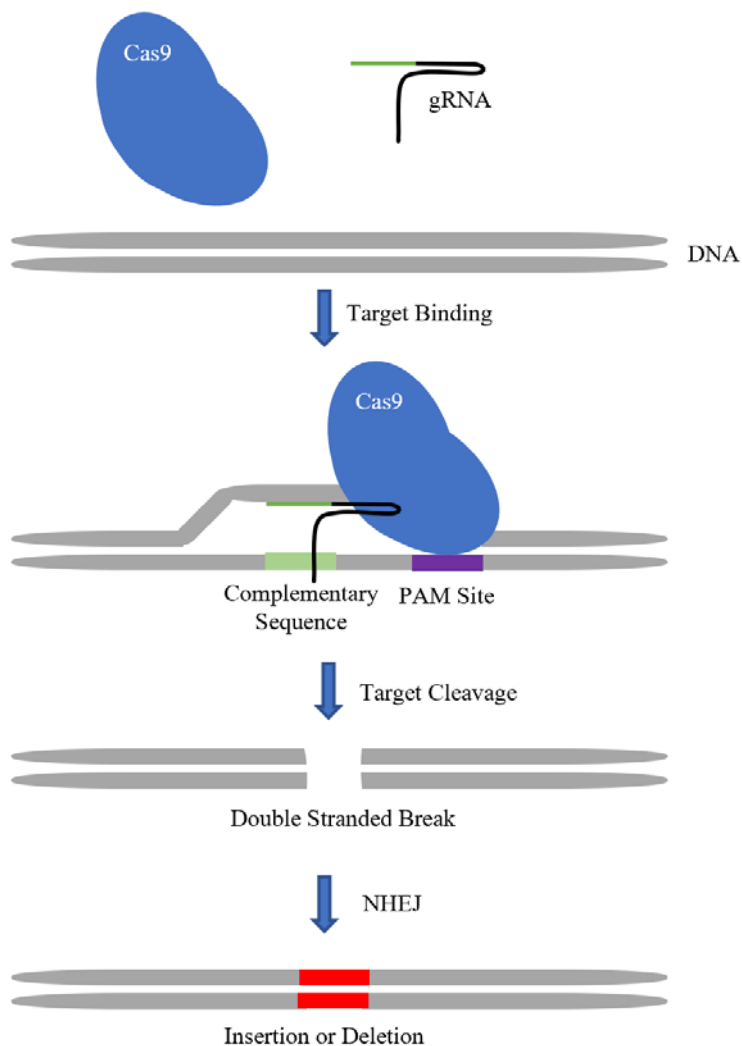 Cas9
gRNA
DNA
Target Binding
Cas9
Complementary
Sequence
PAM Site
Target Cleavage
Double Stranded Break
NHEJ
Insertion or Deletion